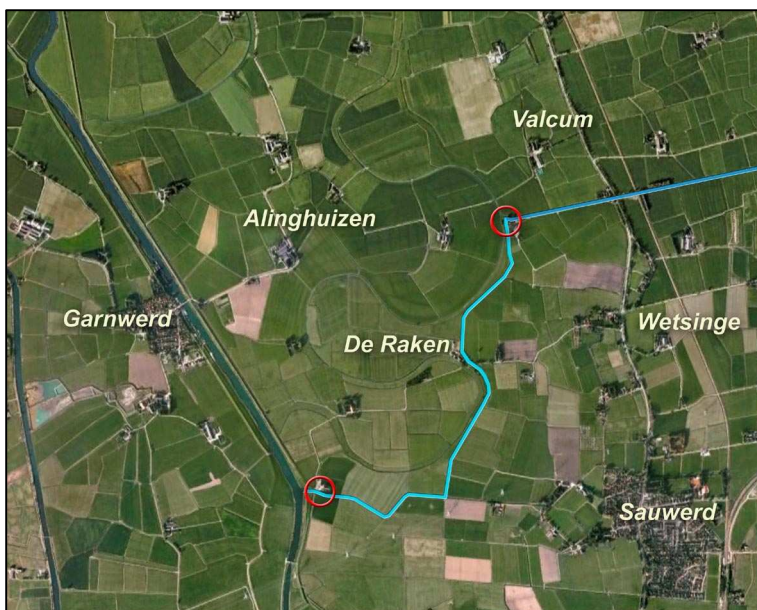 Valcum
Alinghuizen
Garnwerd
De Raken
Wetsinge
Sauwerd